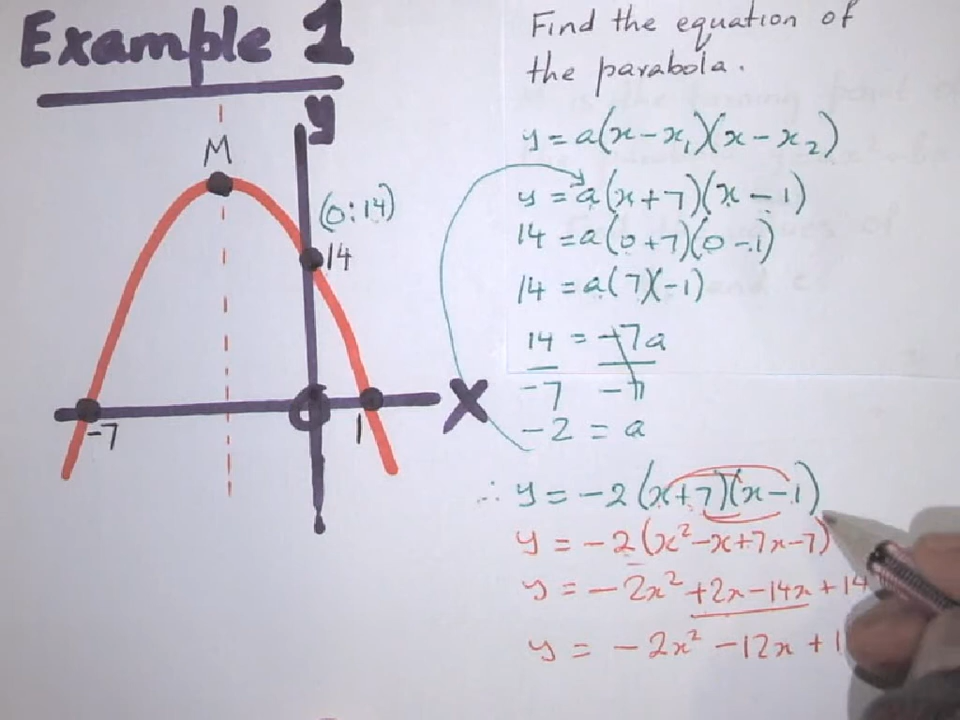 Example 1
Find the equation of
the parabola.
y
M
(0;14)
14
-7
1
X
y = a(x-x₁)(x-x₂)
y = a(x+7)(x-1)
14 = a(0+7)(0-1)
14 = a(7)(-1)
14 = -7a
-7 -7
-2 = a
∴ y = -2(x+7)(x-1)
y = -2(x²-x+7x-7)
y = -2x²+2x-14x+14
y = -2x²-12x+1